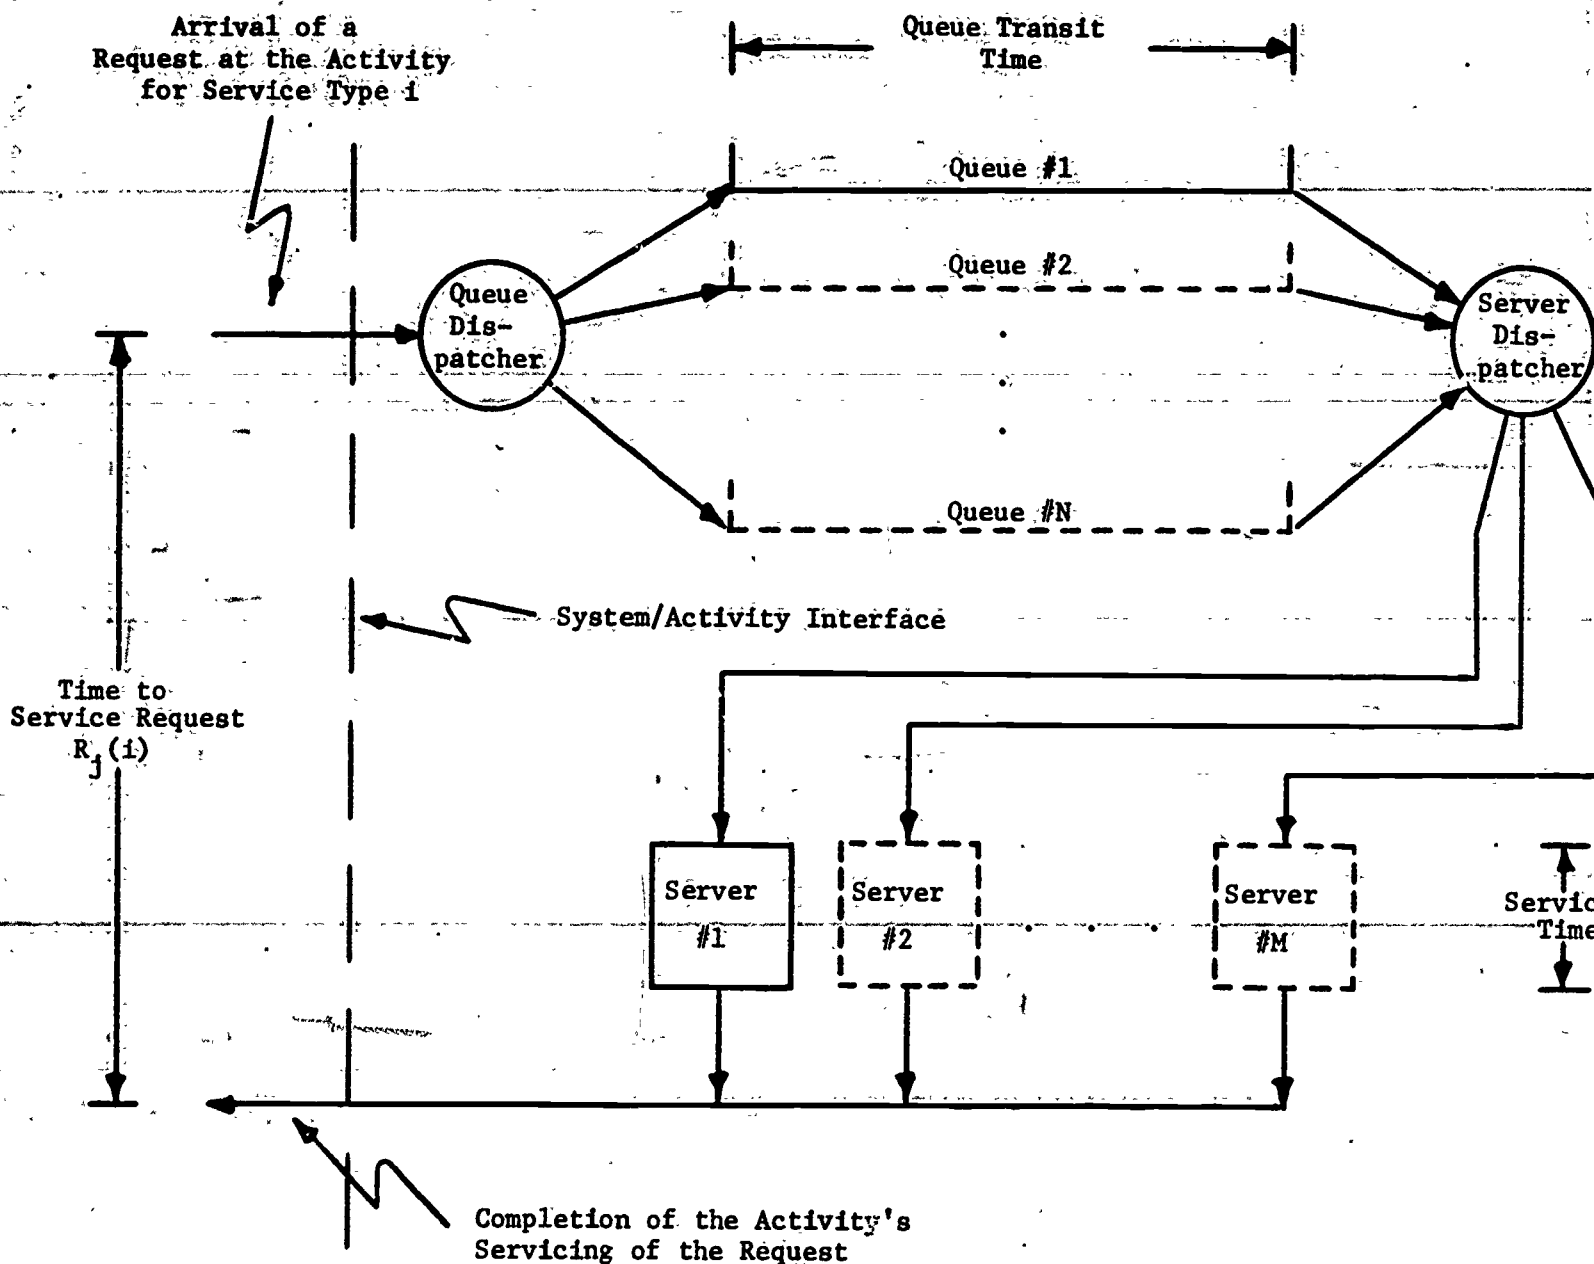 Arrival of a
Request at the Activity
for Service Type i
Queue Transit
Time
Queue #1
Queue #2
Queue #N
Queue
Dis-
patcher
Server
Dis-
patcher
System/Activity Interface
Time to
Service Request
R_j(i)
Server
#1
Server
#2
Server
#M
Servic
Time
Completion of the Activity's
Servicing of the Request